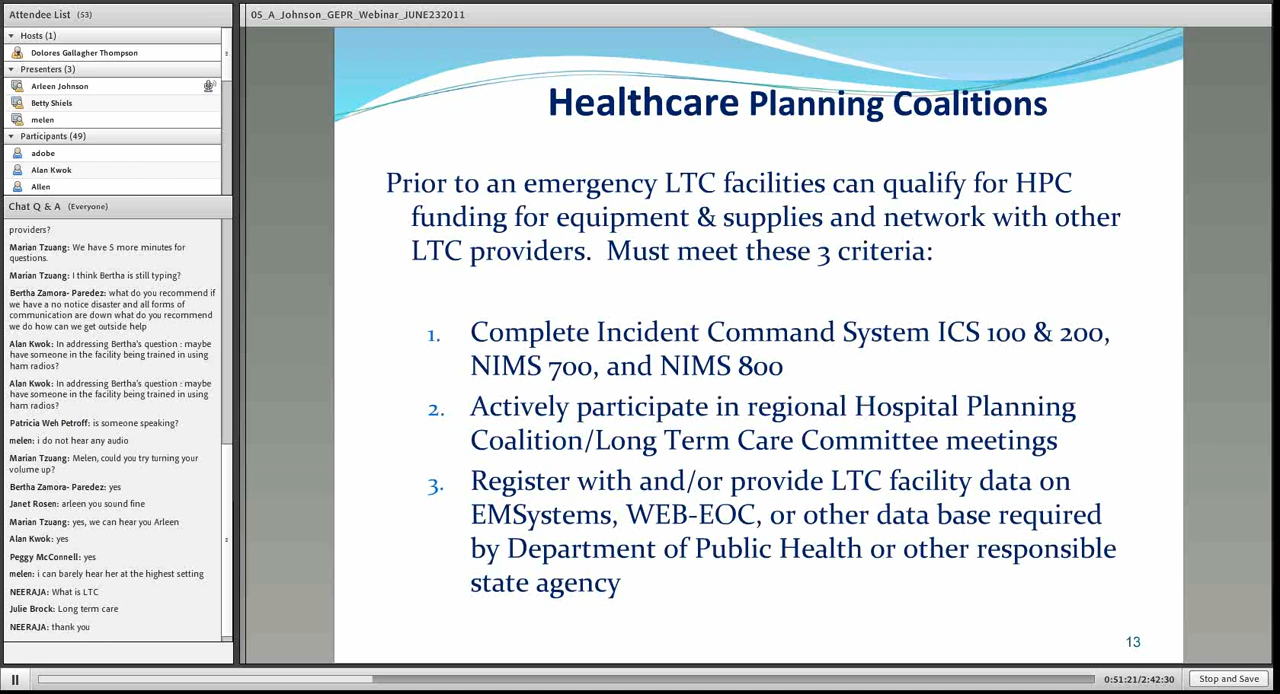 Attendee List (53)
Hosts (1)
Dolores Gallagher Thompson
Presenters (3)
Arleen Johnson
Betty Shiels
melen
Participants (49)
adobe
Alan Kwok
Allen
Chat Q & A (Everyone)
providers?
Marian Tzuang: We have 5 more minutes for
questions.
Marian Tzuang: I think Bertha is still typing?
Bertha Zamora- Paredez: what do you recommend if
we have a no notice disaster and all forms of
communication are down what do you recommend
we do how can we get outside help
Alan Kwok: In addressing Bertha's question : maybe
have someone in the facility being trained in using
ham radios?
Alan Kwok: In addressing Bertha's question : maybe
have someone in the facility being trained in using
ham radios?
Patricia Weh Petroff: is someone speaking?
melen: i do not hear any audio
Marian Tzuang: Melen, could you try turning your
volume up?
Bertha Zamora- Paredez: yes
Janet Rosen: arleen you sound fine
Marian Tzuang: yes, we can hear you Arleen
Alan Kwok: yes
Peggy McConnell: yes
melen: i can barely hear her at the highest setting
NEERAJA: What is LTC
Julie Brock: Long term care
NEERAJA: thank you
05_A_Johnson_GEPR_Webinar_JUNE232011
Healthcare Planning Coalitions
Prior to an emergency LTC facilities can qualify for HPC
funding for equipment & supplies and network with other
LTC providers. Must meet these 3 criteria:
1. Complete Incident Command System ICS 100 & 200,
NIMS 700, and NIMS 800
2. Actively participate in regional Hospital Planning
Coalition/Long Term Care Committee meetings
3. Register with and/or provide LTC facility data on
EMSystems, WEB-EOC, or other data base required
by Department of Public Health or other responsible
state agency
13
0:51:21/2:42:30
Stop and Save